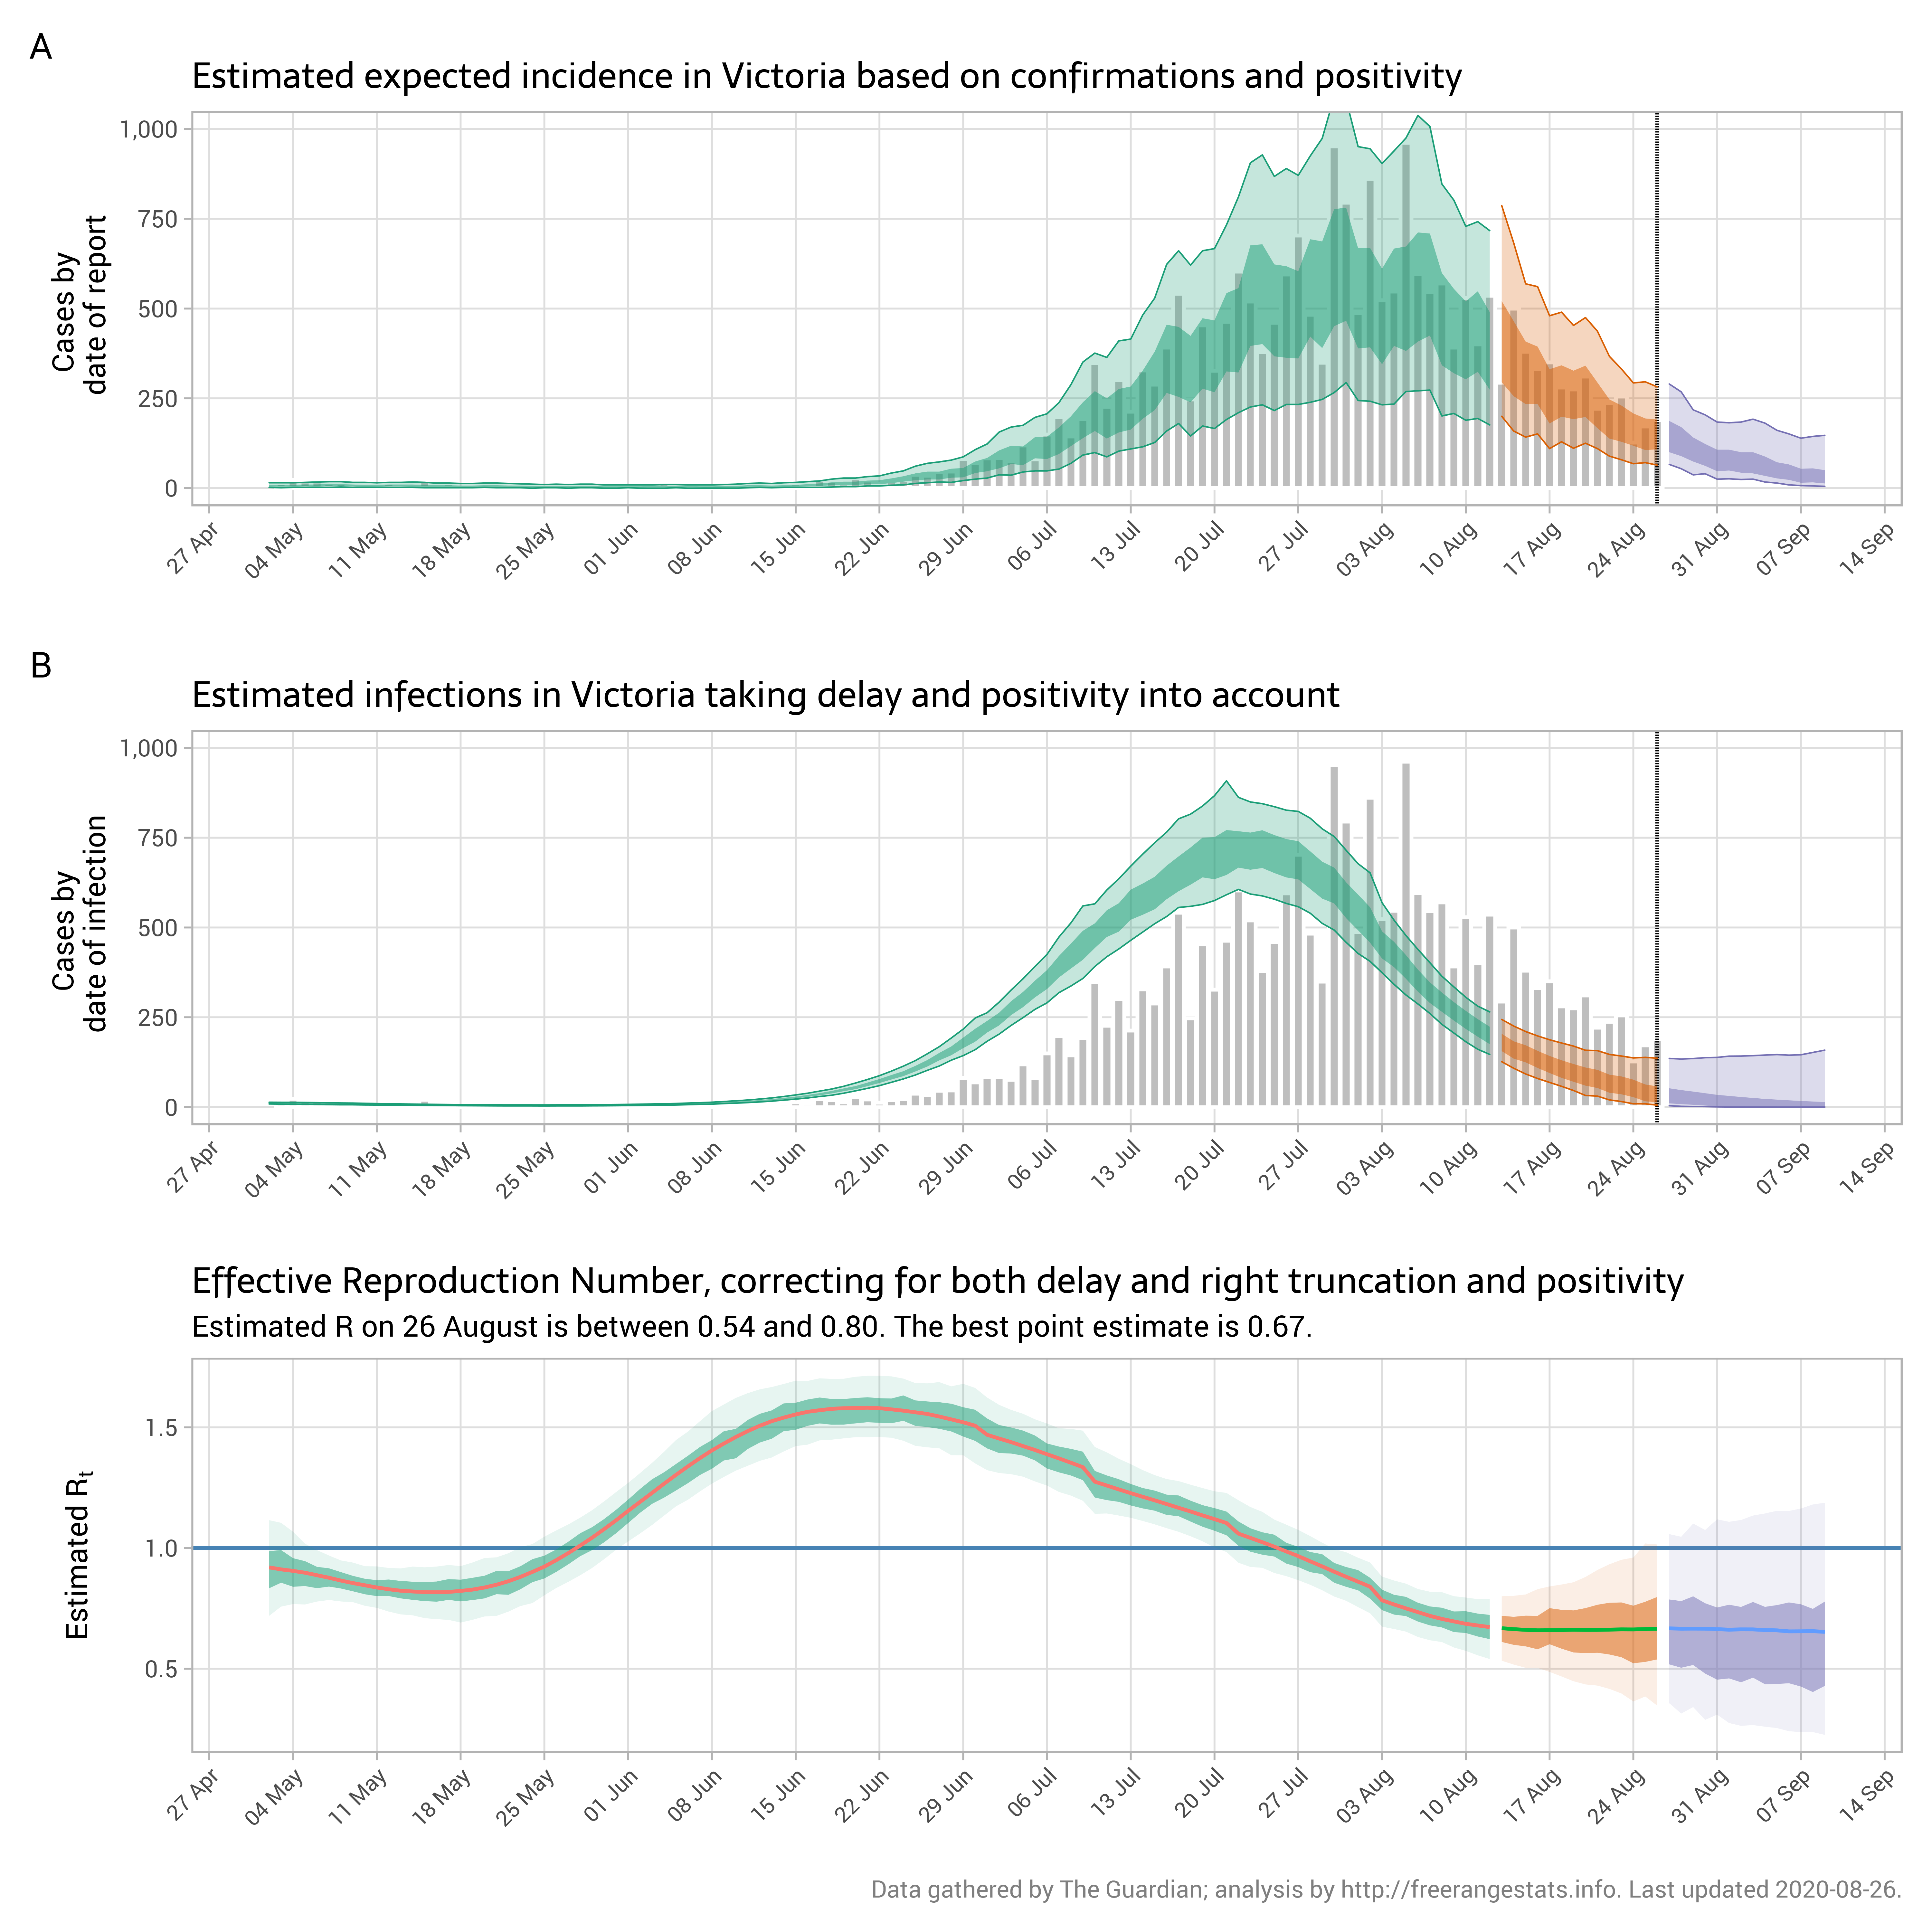 A
Estimated expected incidence in Victoria based on confirmations and positivity
Cases by
date of report
1,000
750
500
250
0
27 Apr
04 May
11 May
18 May
25 May
01 Jun
08 Jun
15 Jun
22 Jun
29 Jun
06 Jul
13 Jul
20 Jul
27 Jul
03 Aug
10 Aug
17 Aug
24 Aug
31 Aug
07 Sep
14 Sep
B
Estimated infections in Victoria taking delay and positivity into account
Cases by
date of infection
1,000
750
500
250
0
27 Apr
04 May
11 May
18 May
25 May
01 Jun
08 Jun
15 Jun
22 Jun
29 Jun
06 Jul
13 Jul
20 Jul
27 Jul
03 Aug
10 Aug
17 Aug
24 Aug
31 Aug
07 Sep
14 Sep
Effective Reproduction Number, correcting for both delay and right truncation and positivity
Estimated R on 26 August is between 0.54 and 0.80. The best point estimate is 0.67.
Estimated Rt
1.5
1.0
0.5
27 Apr
04 May
11 May
18 May
25 May
01 Jun
08 Jun
15 Jun
22 Jun
29 Jun
06 Jul
13 Jul
20 Jul
27 Jul
03 Aug
10 Aug
17 Aug
24 Aug
31 Aug
07 Sep
14 Sep
Data gathered by The Guardian; analysis by http://freerangestats.info. Last updated 2020-08-26.